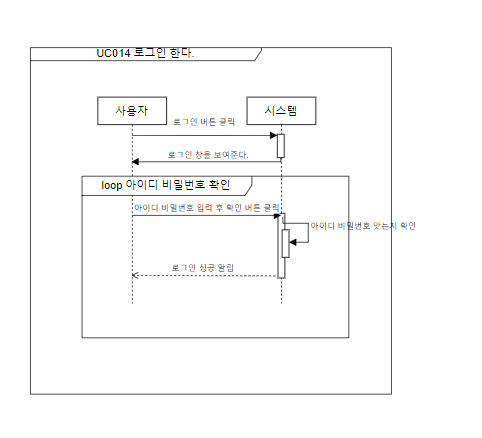 UC014 로그인 한다.
사용자
시스템
로그인 버튼 클릭
로그인 창을 보여준다.
loop 아이디 비밀번호 확인
아이디 비밀번호 입력 후 확인 버튼 클릭
아이디 비밀번호 맞는지 확인
로그인 성공 알림